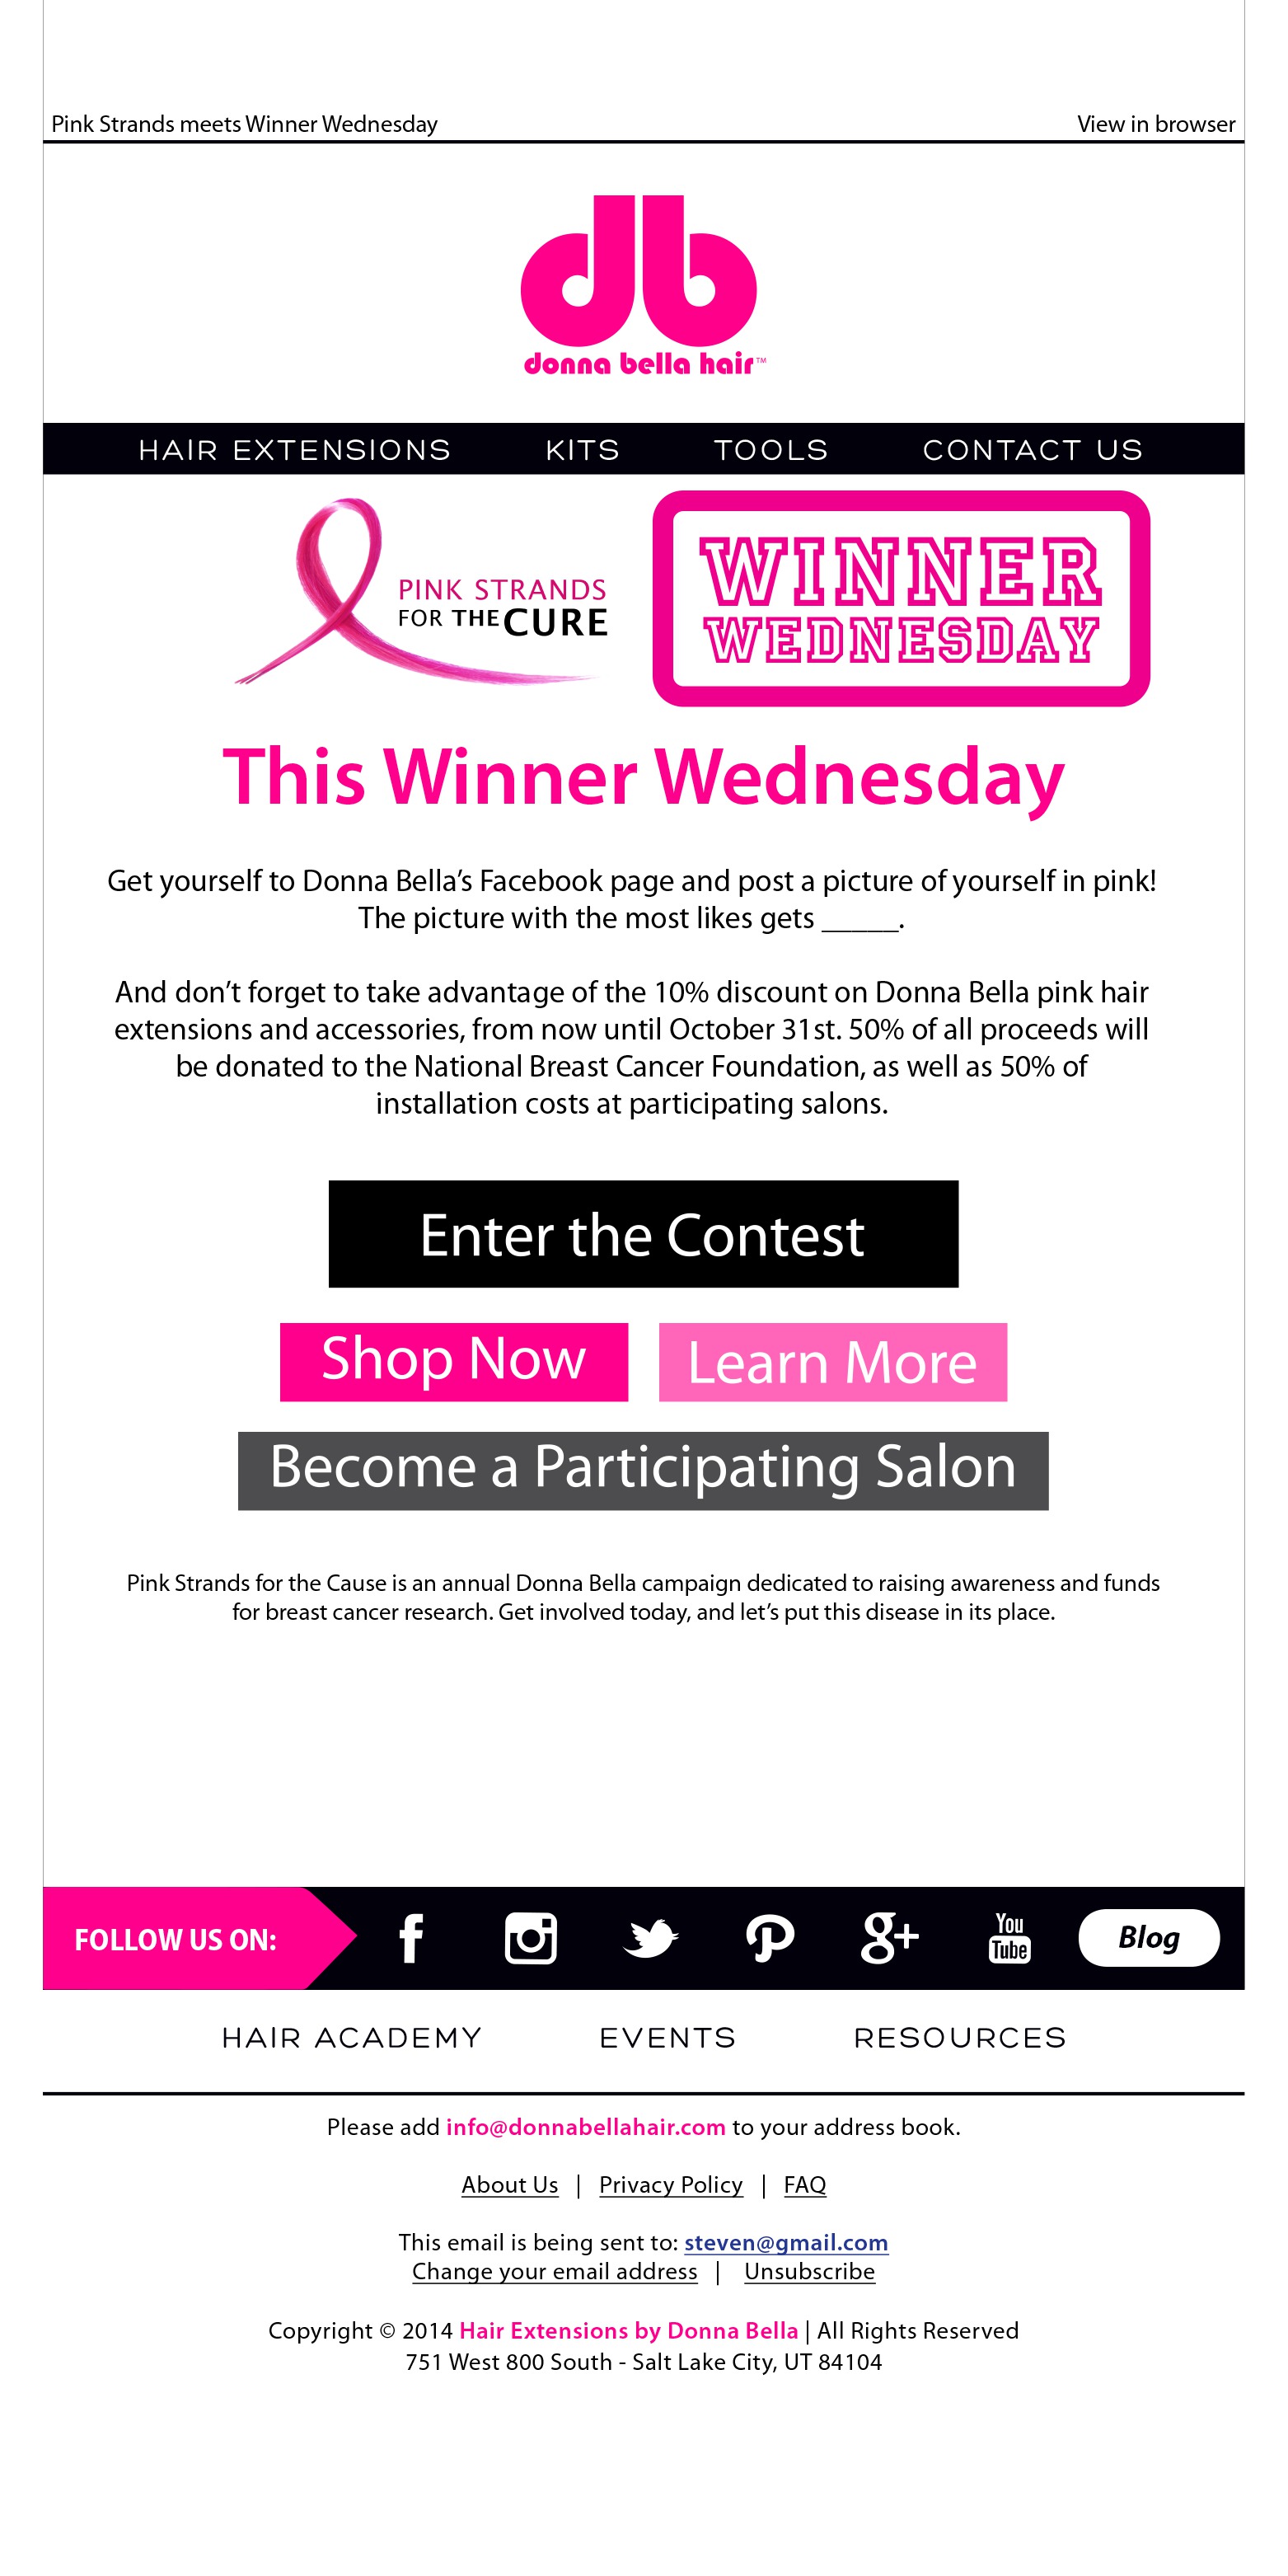 Pink Strands meets Winner Wednesday View in browser
db
donna bella hair™
HAIR EXTENSIONS KITS TOOLS CONTACT US
PINK STRANDS
FOR THE CURE
WINNER
WEDNESDAY
This Winner Wednesday
Get yourself to Donna Bella’s Facebook page and post a picture of yourself in pink!
The picture with the most likes gets _____.
And don’t forget to take advantage of the 10% discount on Donna Bella pink hair
extensions and accessories, from now until October 31st. 50% of all proceeds will
be donated to the National Breast Cancer Foundation, as well as 50% of
installation costs at participating salons.
Enter the Contest
Shop Now Learn More
Become a Participating Salon
Pink Strands for the Cause is an annual Donna Bella campaign dedicated to raising awareness and funds
for breast cancer research. Get involved today, and let’s put this disease in its place.
FOLLOW US ON: f g+ You Tube Blog
HAIR ACADEMY EVENTS RESOURCES
Please add info@donnabellahair.com to your address book.
About Us | Privacy Policy | FAQ
This email is being sent to: steven@gmail.com
Change your email address | Unsubscribe
Copyright © 2014 Hair Extensions by Donna Bella | All Rights Reserved
751 West 800 South - Salt Lake City, UT 84104